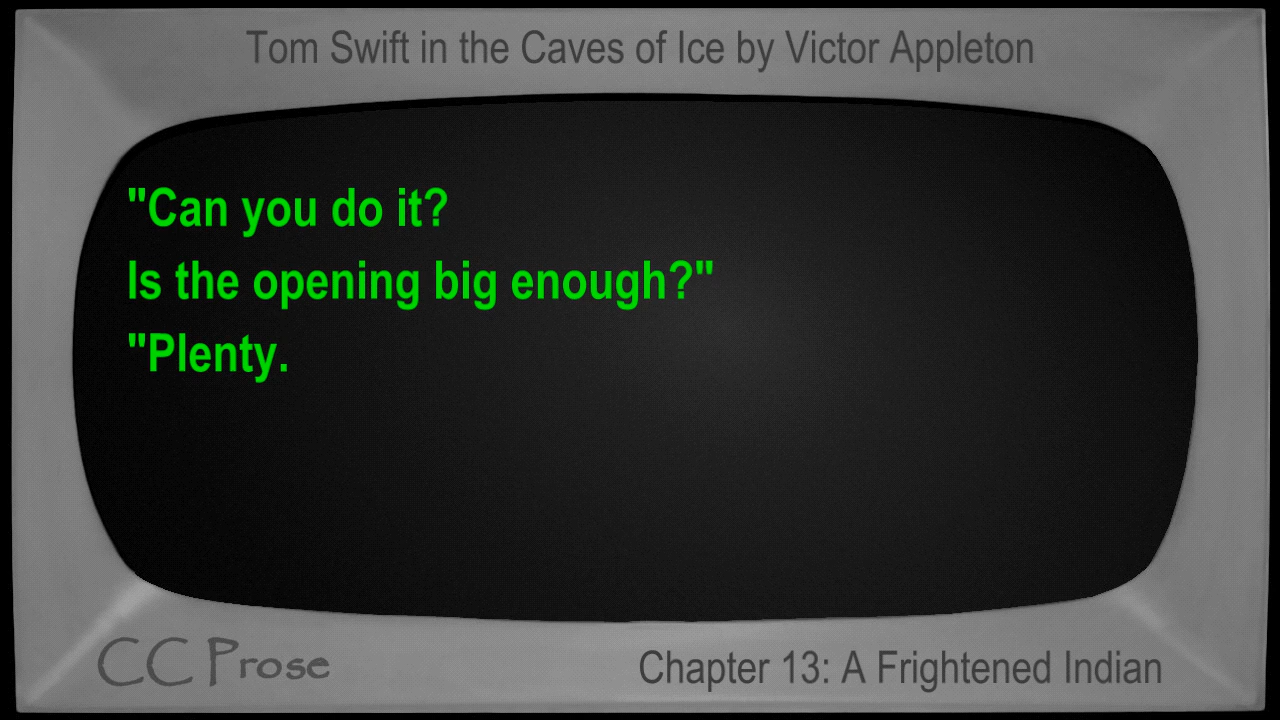 Tom Swift in the Caves of Ice by Victor Appleton
"Can you do it?
Is the opening big enough?"
"Plenty.
CC Prose
Chapter 13: A Frightened Indian